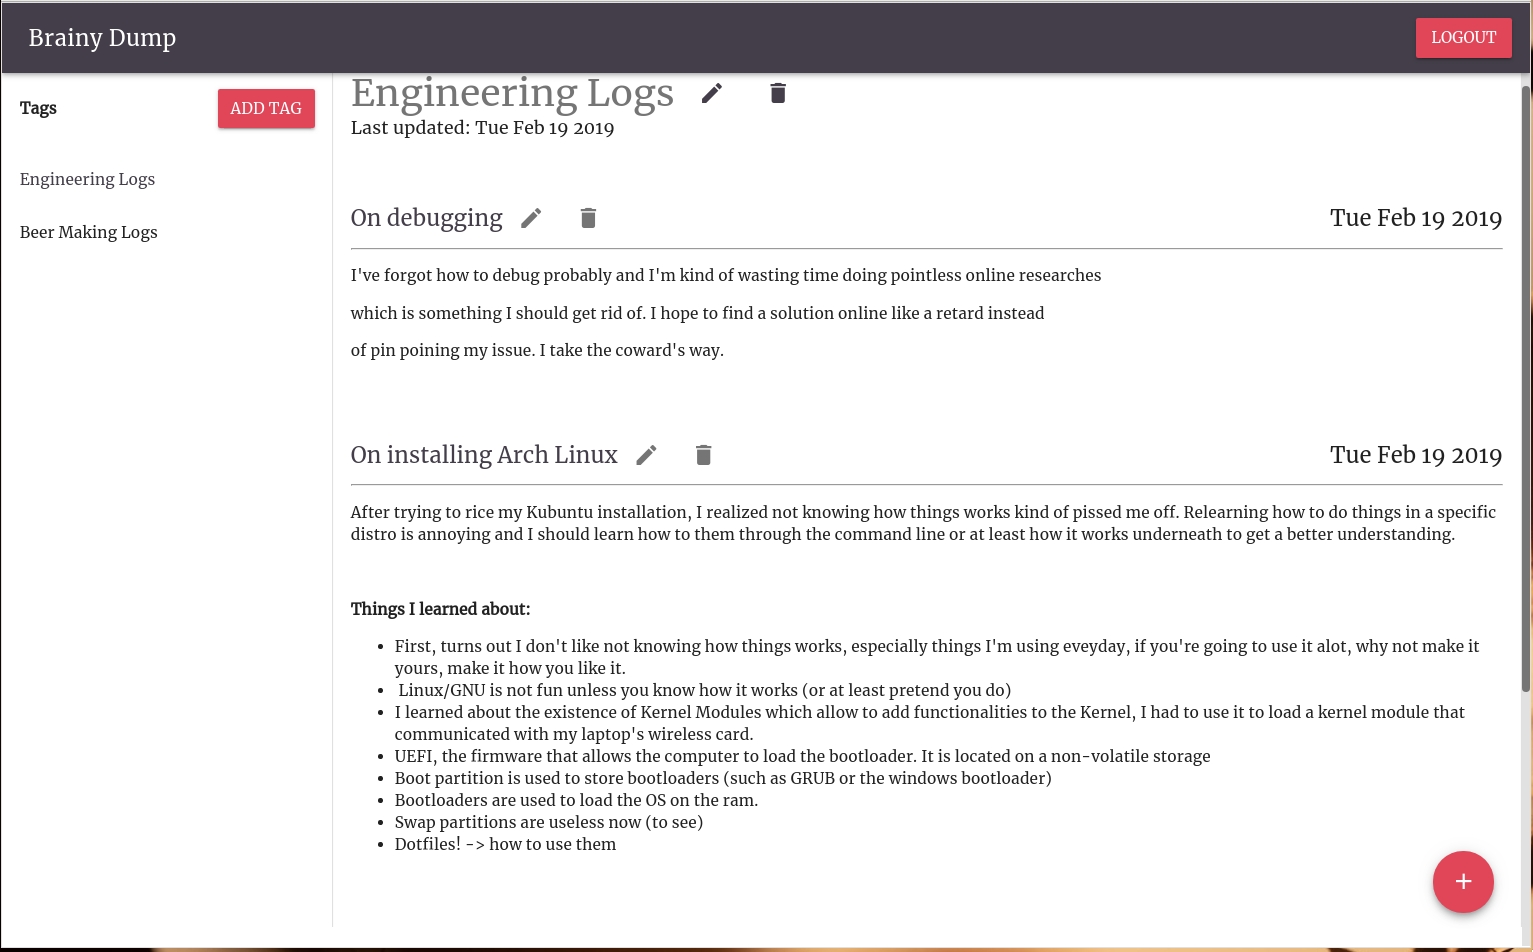 Brainy Dump
LOGOUT
Tags
ADD TAG
Engineering Logs
Beer Making Logs
Engineering Logs
Last updated: Tue Feb 19 2019
On debugging
Tue Feb 19 2019
I've forgot how to debug probably and I'm kind of wasting time doing pointless online researches
which is something I should get rid of. I hope to find a solution online like a retard instead
of pin poining my issue. I take the coward's way.
On installing Arch Linux
Tue Feb 19 2019
After trying to rice my Kubuntu installation, I realized not knowing how things works kind of pissed me off. Relearning how to do things in a specific
distro is annoying and I should learn how to them through the command line or at least how it works underneath to get a better understanding.
Things I learned about:
• First, turns out I don't like not knowing how things works, especially things I'm using eveyday, if you're going to use it alot, why not make it
yours, make it how you like it.
• Linux/GNU is not fun unless you know how it works (or at least pretend you do)
• I learned about the existence of Kernel Modules which allow to add functionalities to the Kernel, I had to use it to load a kernel module that
communicated with my laptop's wireless card.
• UEFI, the firmware that allows the computer to load the bootloader. It is located on a non-volatile storage
• Boot partition is used to store bootloaders (such as GRUB or the windows bootloader)
• Bootloaders are used to load the OS on the ram.
• Swap partitions are useless now (to see)
• Dotfiles! -> how to use them
+